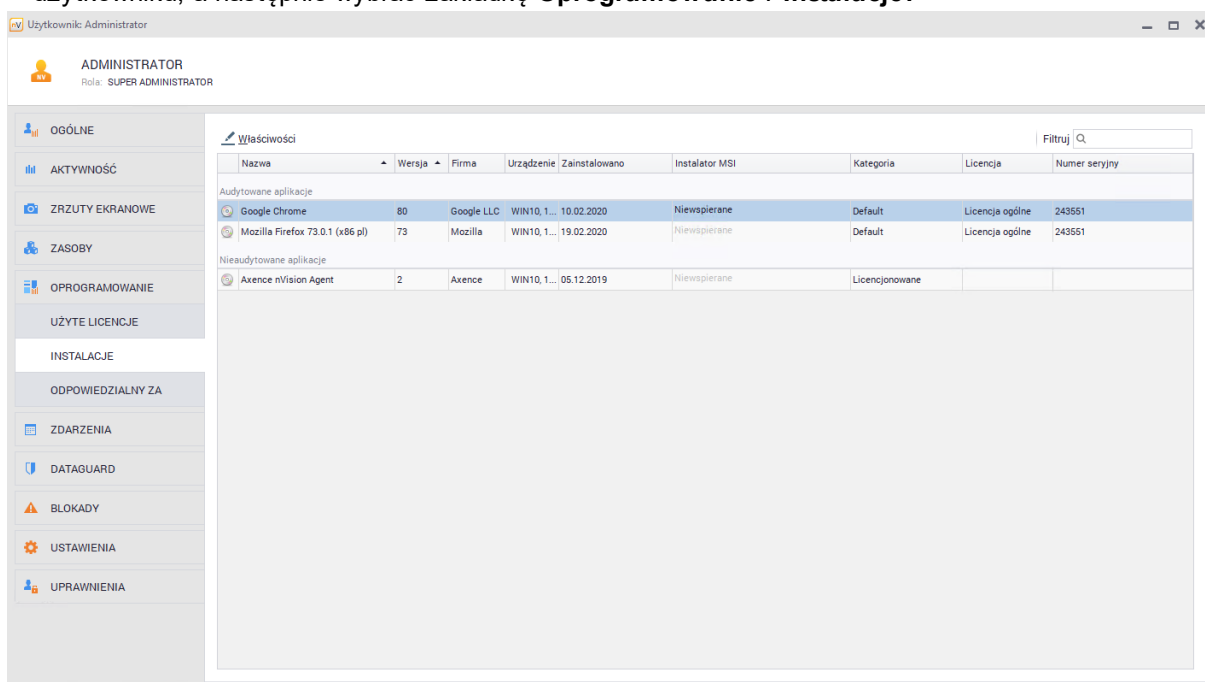 Użytkownik: Administrator
ADMINISTRATOR
Rola: SUPER ADMINISTRATOR
OGÓLNE
AKTYWNOŚĆ
ZRZUTY EKRANOWE
ZASOBY
OPROGRAMOWANIE
UŻYTE LICENCJE
INSTALACJE
ODPOWIEDZIALNY ZA
ZDARZENIA
DATAGUARD
BLOKADY
USTAWIENIA
UPRAWNIENIA
Właściwości Filtruj
Nazwa Wersja Firma Urządzenie Zainstalowano Instalator MSI Kategoria Licencja Numer seryjny
Audytowane aplikacje
Google Chrome 80 Google LLC WIN10, 1... 10.02.2020 Niewspierane Default Licencja ogólne 243551
Mozilla Firefox 73.0.1 (x86 pl) 73 Mozilla WIN10, 1... 19.02.2020 Niewspierane Default Licencja ogólne 243551
Nieaudytowane aplikacje
Axence nVision Agent 2 Axence WIN10, 1... 05.12.2019 Niewspierane Licencjonowane